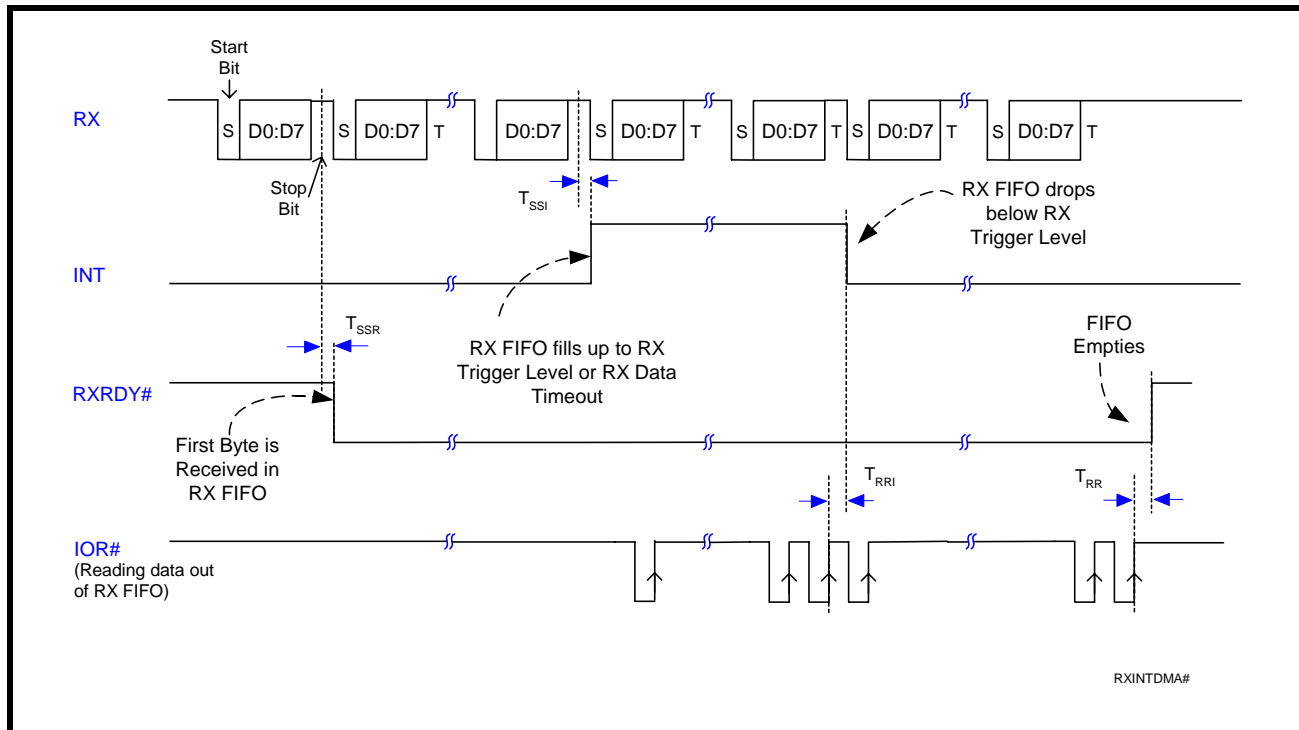 Start
Bit
RX
S D0:D7 S D0:D7 T D0:D7 S D0:D7 T S D0:D7 T S D0:D7 T S D0:D7 T
Stop
Bit
TSSI
RX FIFO drops
below RX
Trigger Level
INT
TSSR
RX FIFO fills up to RX
Trigger Level or RX Data
Timeout
FIFO
Empties
RXRDY#
First Byte is
Received in
RX FIFO
TRRI
TRR
IOR#
(Reading data out
of RX FIFO)
RXINTDMA#